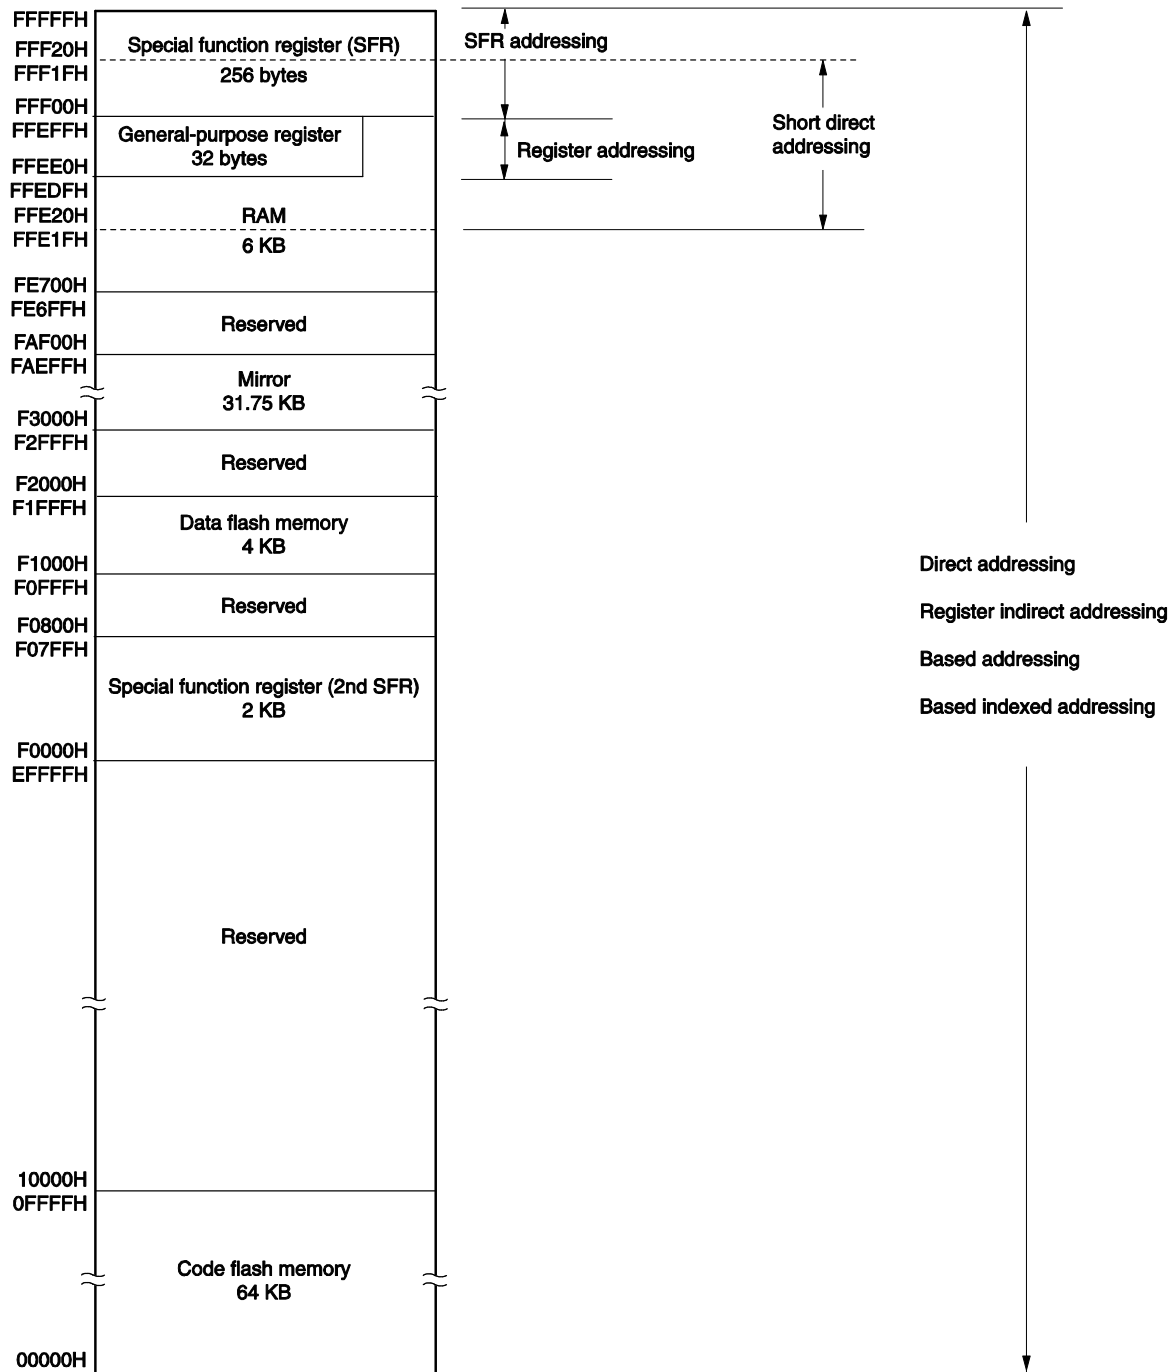 FFFFFH
FFF20H
FFF1FH
FFF00H
FFEFFH
FFEE0H
FFEDFH
FFE20H
FFE1FH
FE700H
FE6FFH
FAF00H
FAEFFH
F3000H
F2FFFH
F2000H
F1FFFH
F1000H
F0FFFH
F0800H
F07FFH
F0000H
EFFFFH
10000H
0FFFFH
00000H
Special function register (SFR)
256 bytes
General-purpose register
32 bytes
RAM
6 KB
Reserved
Mirror
31.75 KB
Reserved
Data flash memory
4 KB
Reserved
Special function register (2nd SFR)
2 KB
Reserved
Code flash memory
64 KB
SFR addressing
Register addressing
Short direct
addressing
Direct addressing
Register indirect addressing
Based addressing
Based indexed addressing